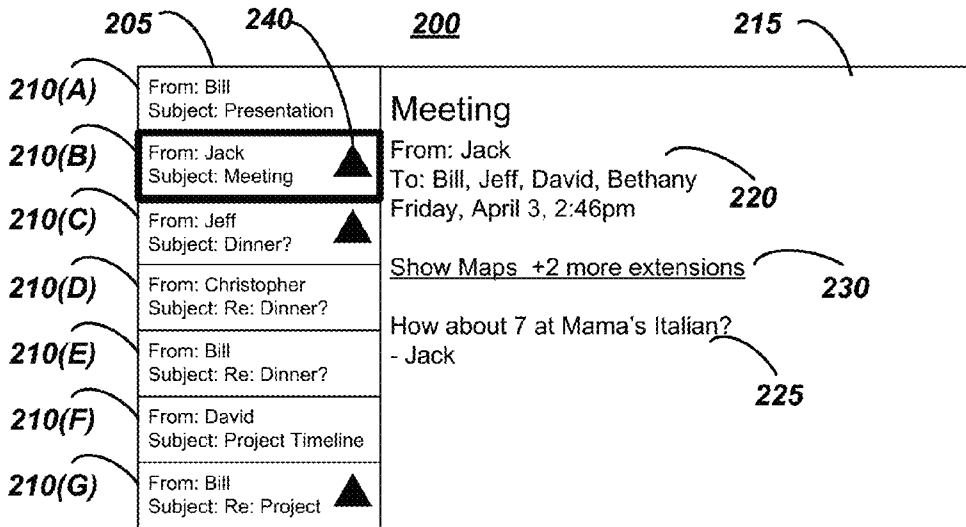 205
240
200
215
210(A)
From: Bill
Subject: Presentation
210(B)
From: Jack
Subject: Meeting
210(C)
From: Jeff
Subject: Dinner?
210(D)
From: Christopher
Subject: Re: Dinner?
210(E)
From: Bill
Subject: Re: Dinner?
210(F)
From: David
Subject: Project Timeline
210(G)
From: Bill
Subject: Re: Project
Meeting
From: Jack
To: Bill, Jeff, David, Bethany
Friday, April 3, 2:46pm
220
Show Maps +2 more extensions
230
How about 7 at Mama's Italian?
- Jack
225